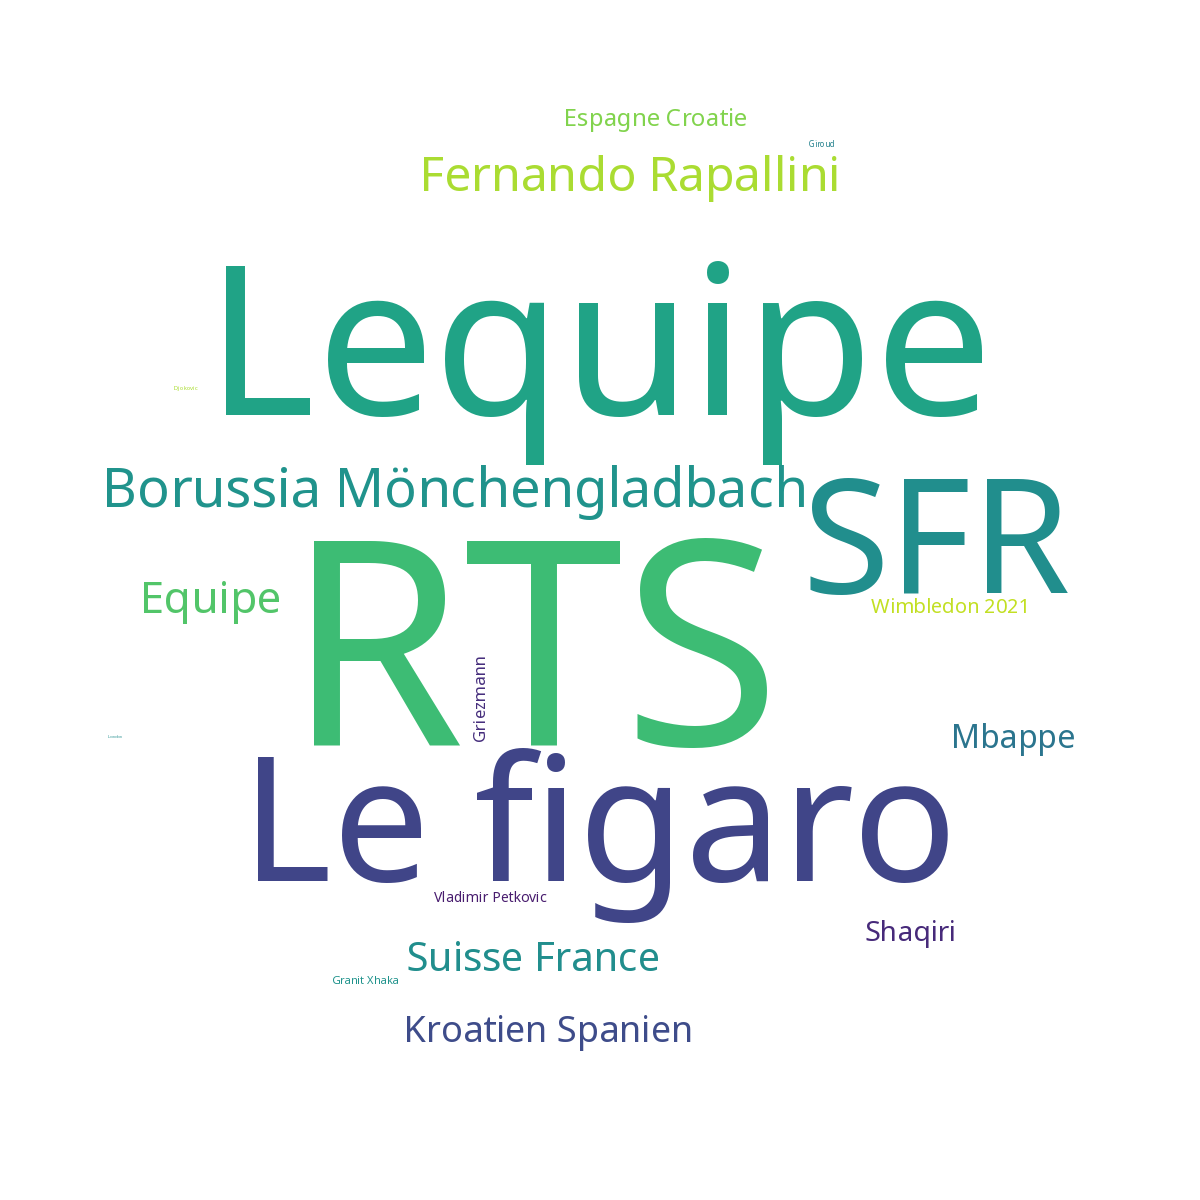 Espagne Croatie
Giroud
Fernando Rapallini
Lequipe
Djokovic
Borussia Mönchengladbach
SFR
RTS
Equipe
Wimbledon 2021
Griezmann
Mbappe
Le figaro
Vladimir Petkovic
Shaqiri
Suisse France
Granit Xhaka
Kroatien Spanien